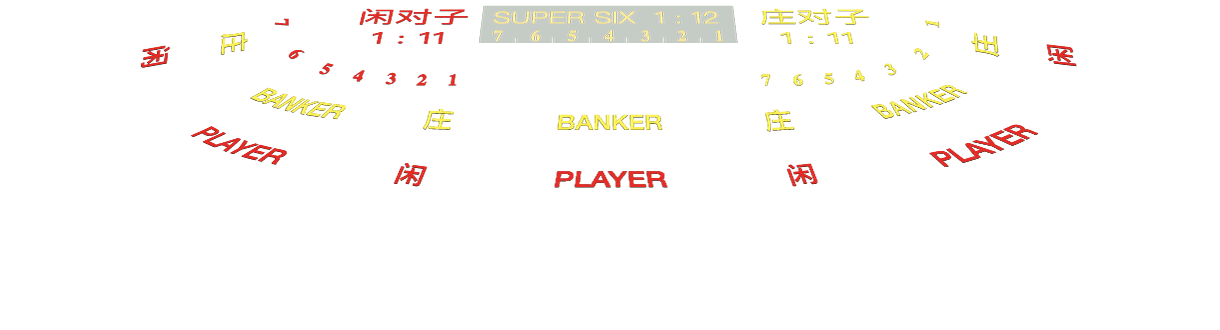 闲对子 SUPER SIX 1 : 12 庄对子
1 : 11 7 6 5 4 3 2 1 1 : 11
闲 庄 7 6 5 4 3 2 1 7 6 5 4 3 2 1 庄 闲
BANKER 庄 BANKER 庄 BANKER
PLAYER 闲 PLAYER 闲 PLAYER